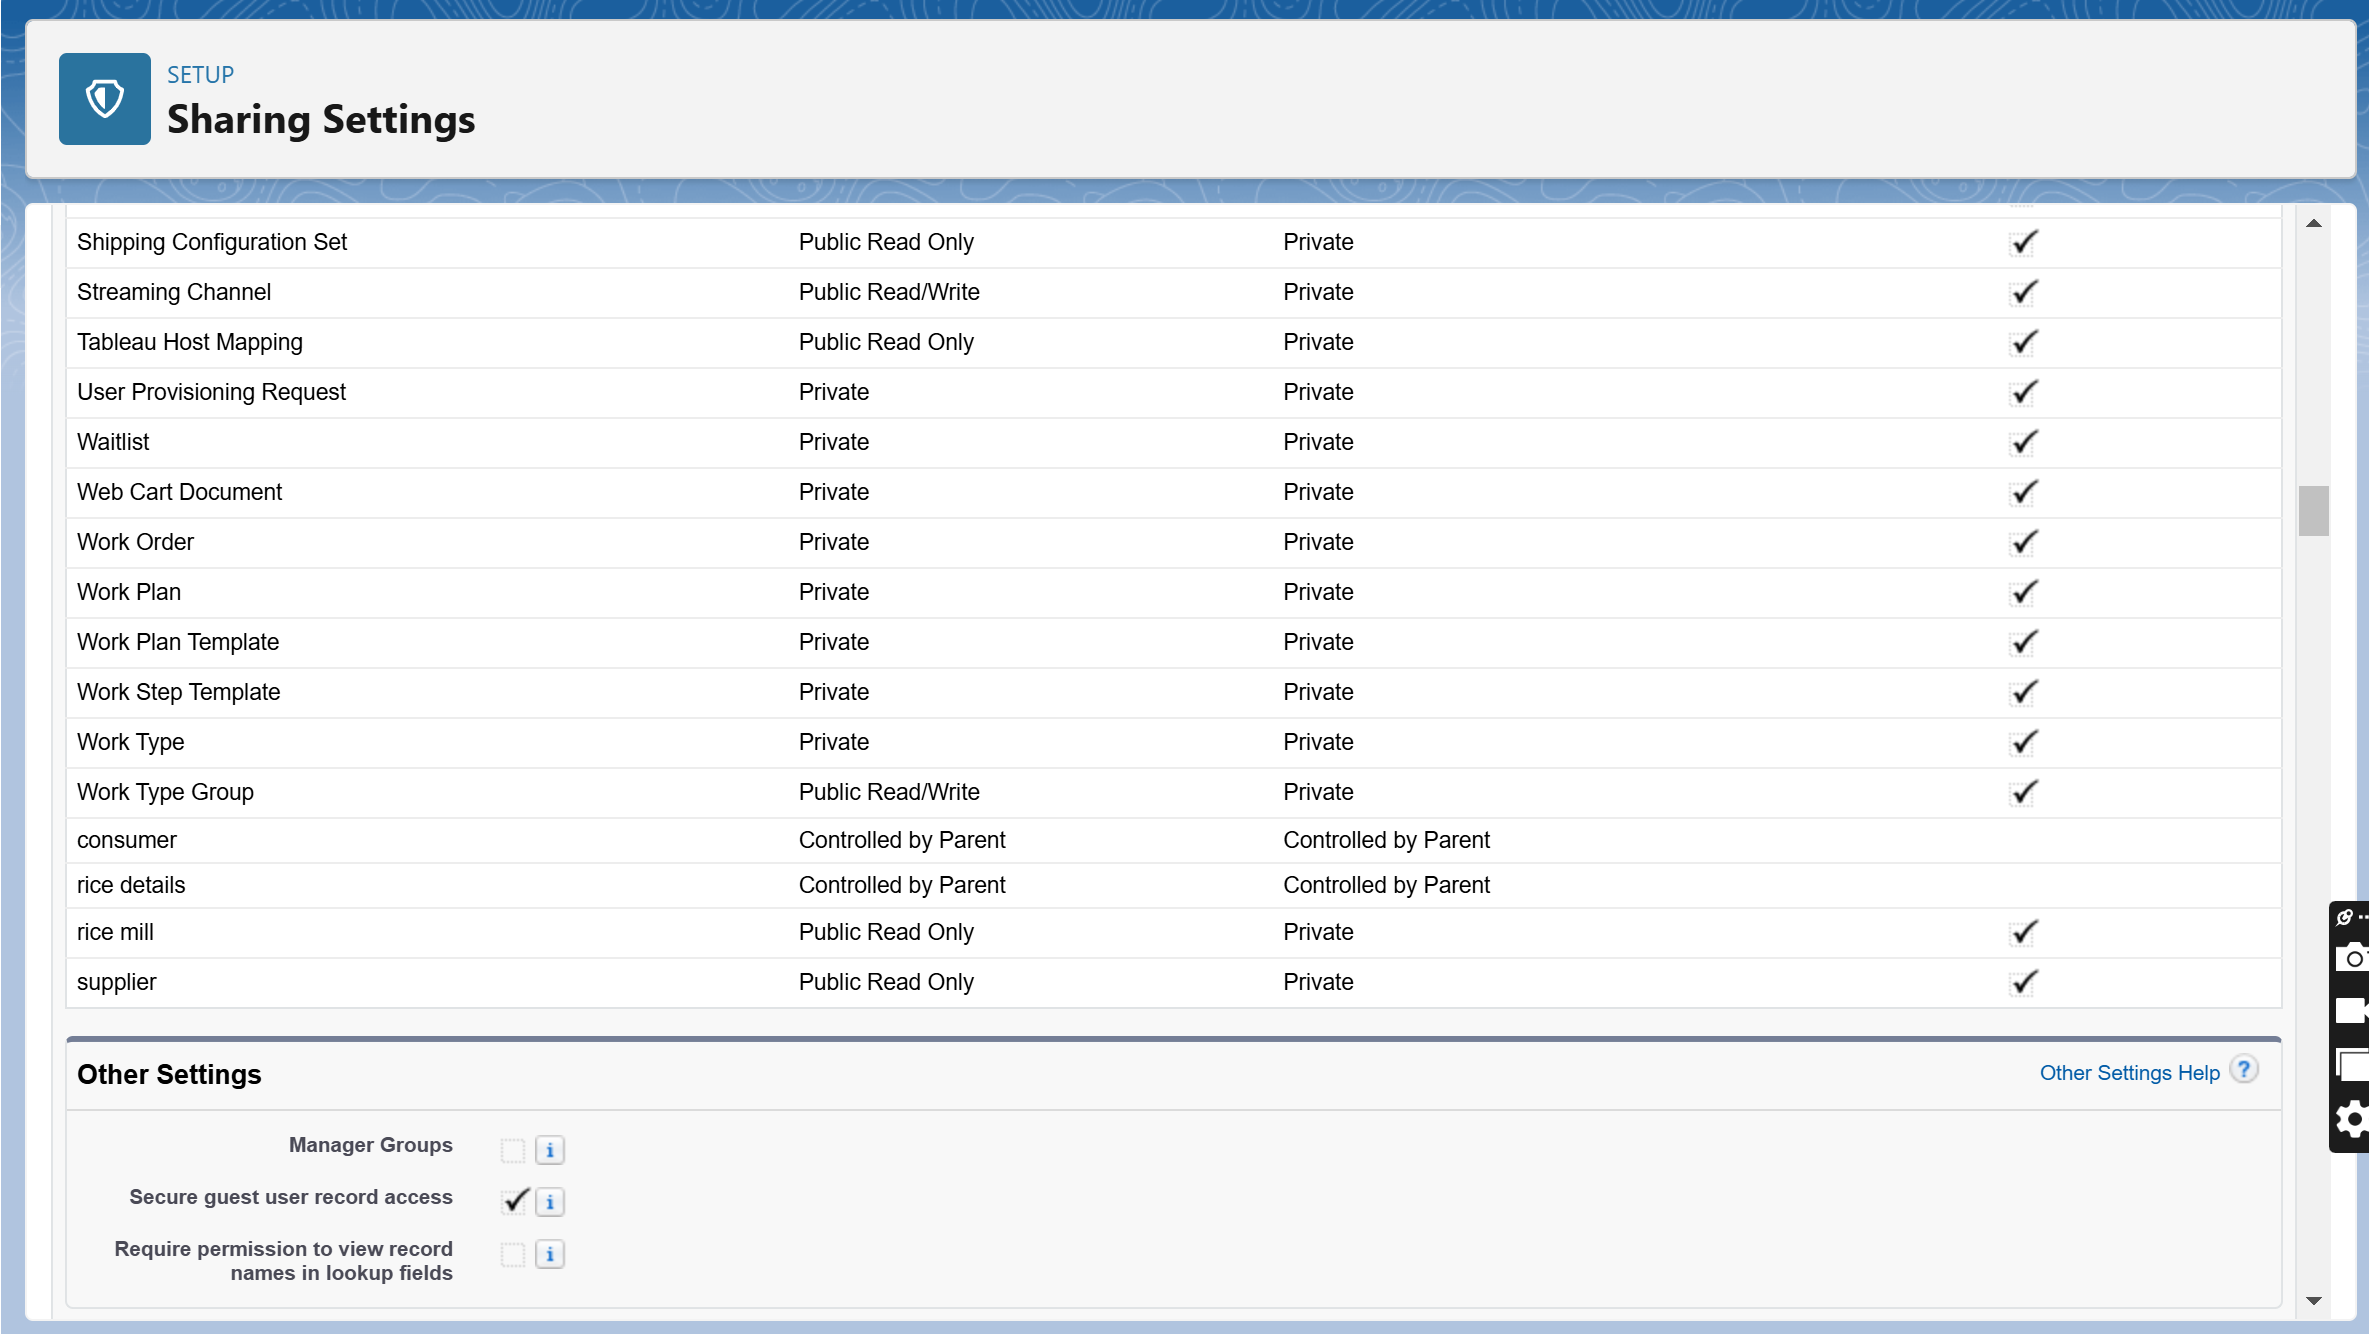 SETUP
Sharing Settings
Shipping Configuration Set Public Read Only Private
Streaming Channel Public Read/Write Private
Tableau Host Mapping Public Read Only Private
User Provisioning Request Private Private
Waitlist Private Private
Web Cart Document Private Private
Work Order Private Private
Work Plan Private Private
Work Plan Template Private Private
Work Step Template Private Private
Work Type Private Private
Work Type Group Public Read/Write Private
consumer Controlled by Parent Controlled by Parent
rice details Controlled by Parent Controlled by Parent
rice mill Public Read Only Private
supplier Public Read Only Private
Other Settings Other Settings Help ?
Manager Groups i
Secure guest user record access i
Require permission to view record i
names in lookup fields